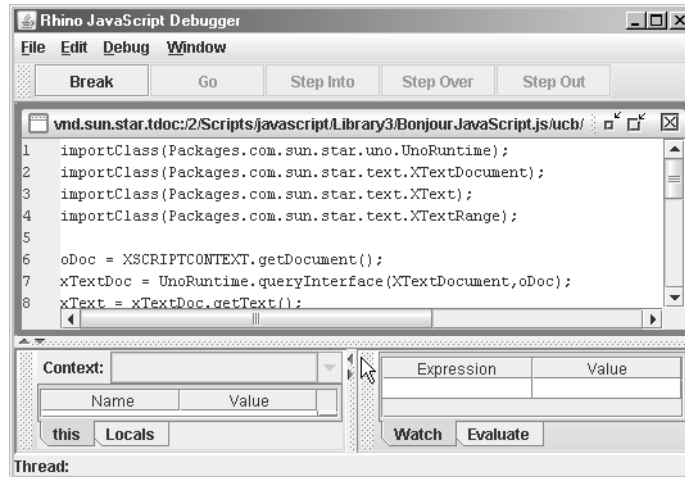 Rhino JavaScript Debugger
File Edit Debug Window
Break Go Step Into Step Over Step Out
vnd.sun.star.tdoc:/2/Scripts/javascript/Library3/BonjourJavaScript.js/ucb/
1 importClass(Packages.com.sun.star.uno.UnoRuntime);
2 importClass(Packages.com.sun.star.text.XTextDocument);
3 importClass(Packages.com.sun.star.text.XText);
4 importClass(Packages.com.sun.star.text.XTextRange);
5
6 oDoc = XSCRIPTCONTEXT.getDocument();
7 xTextDoc = UnoRuntime.queryInterface(XTextDocument,oDoc);
8 xText = xTextDoc.getText();
Context:
Name Value
this Locals
Expression Value
Watch Evaluate
Thread: